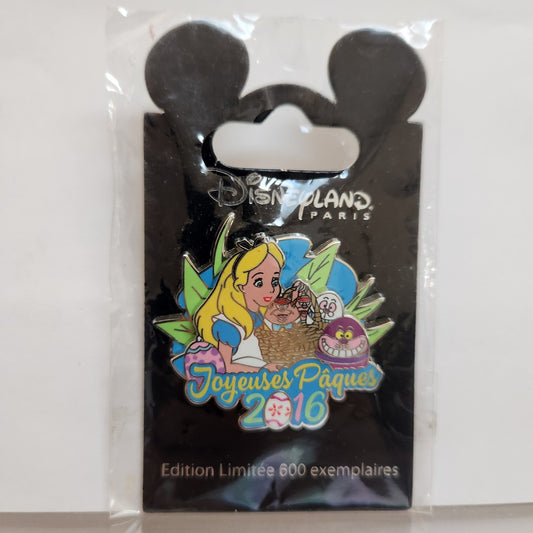 DISNEYLAND
PARIS
Joyeuses Pâques
2016
Edition Limitée 600 exemplaires